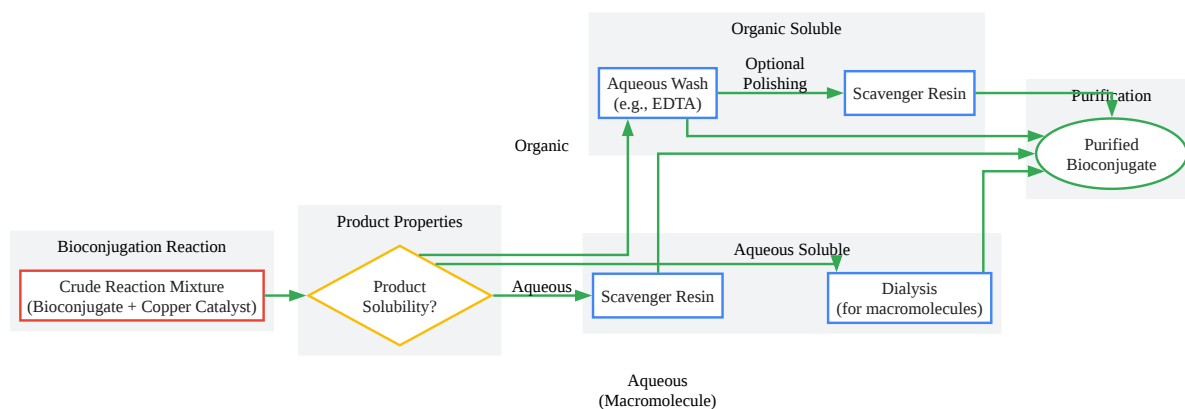 Organic Soluble
Aqueous Wash
(e.g., EDTA)
Optional
Polishing
Scavenger Resin
Purification
Purified
Bioconjugate
Organic
Bioconjugation Reaction
Crude Reaction Mixture
(Bioconjugate + Copper Catalyst)
Product Properties
Product
Solubility?
Aqueous
Aqueous Soluble
Scavenger Resin
Dialysis
(for macromolecules)
Aqueous
(Macromolecule)